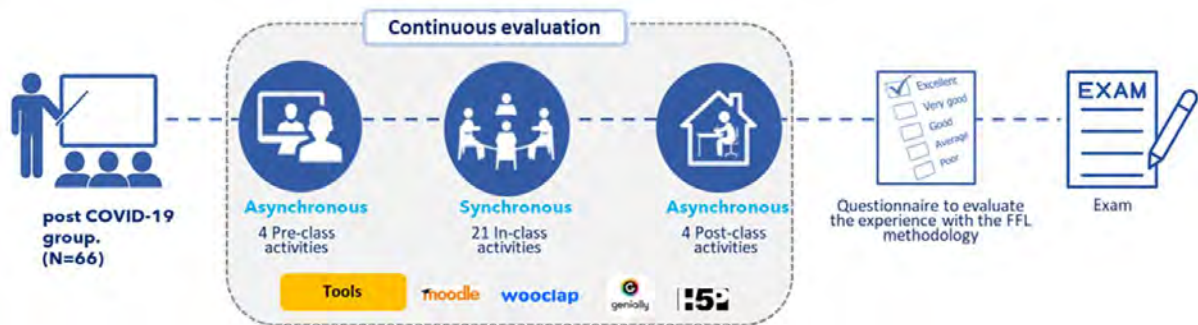 Continuous evaluation
post COVID-19
group.
(N=66)
Asynchronous
4 Pre-class
activities
Synchronous
21 In-class
activities
Asynchronous
4 Post-class
activities
Tools
moodle
wooclap
genially
H5P
Excellent
Very good
Good
Average
Poor
Questionnaire to evaluate
the experience with the FFL
methodology
EXAM
Exam